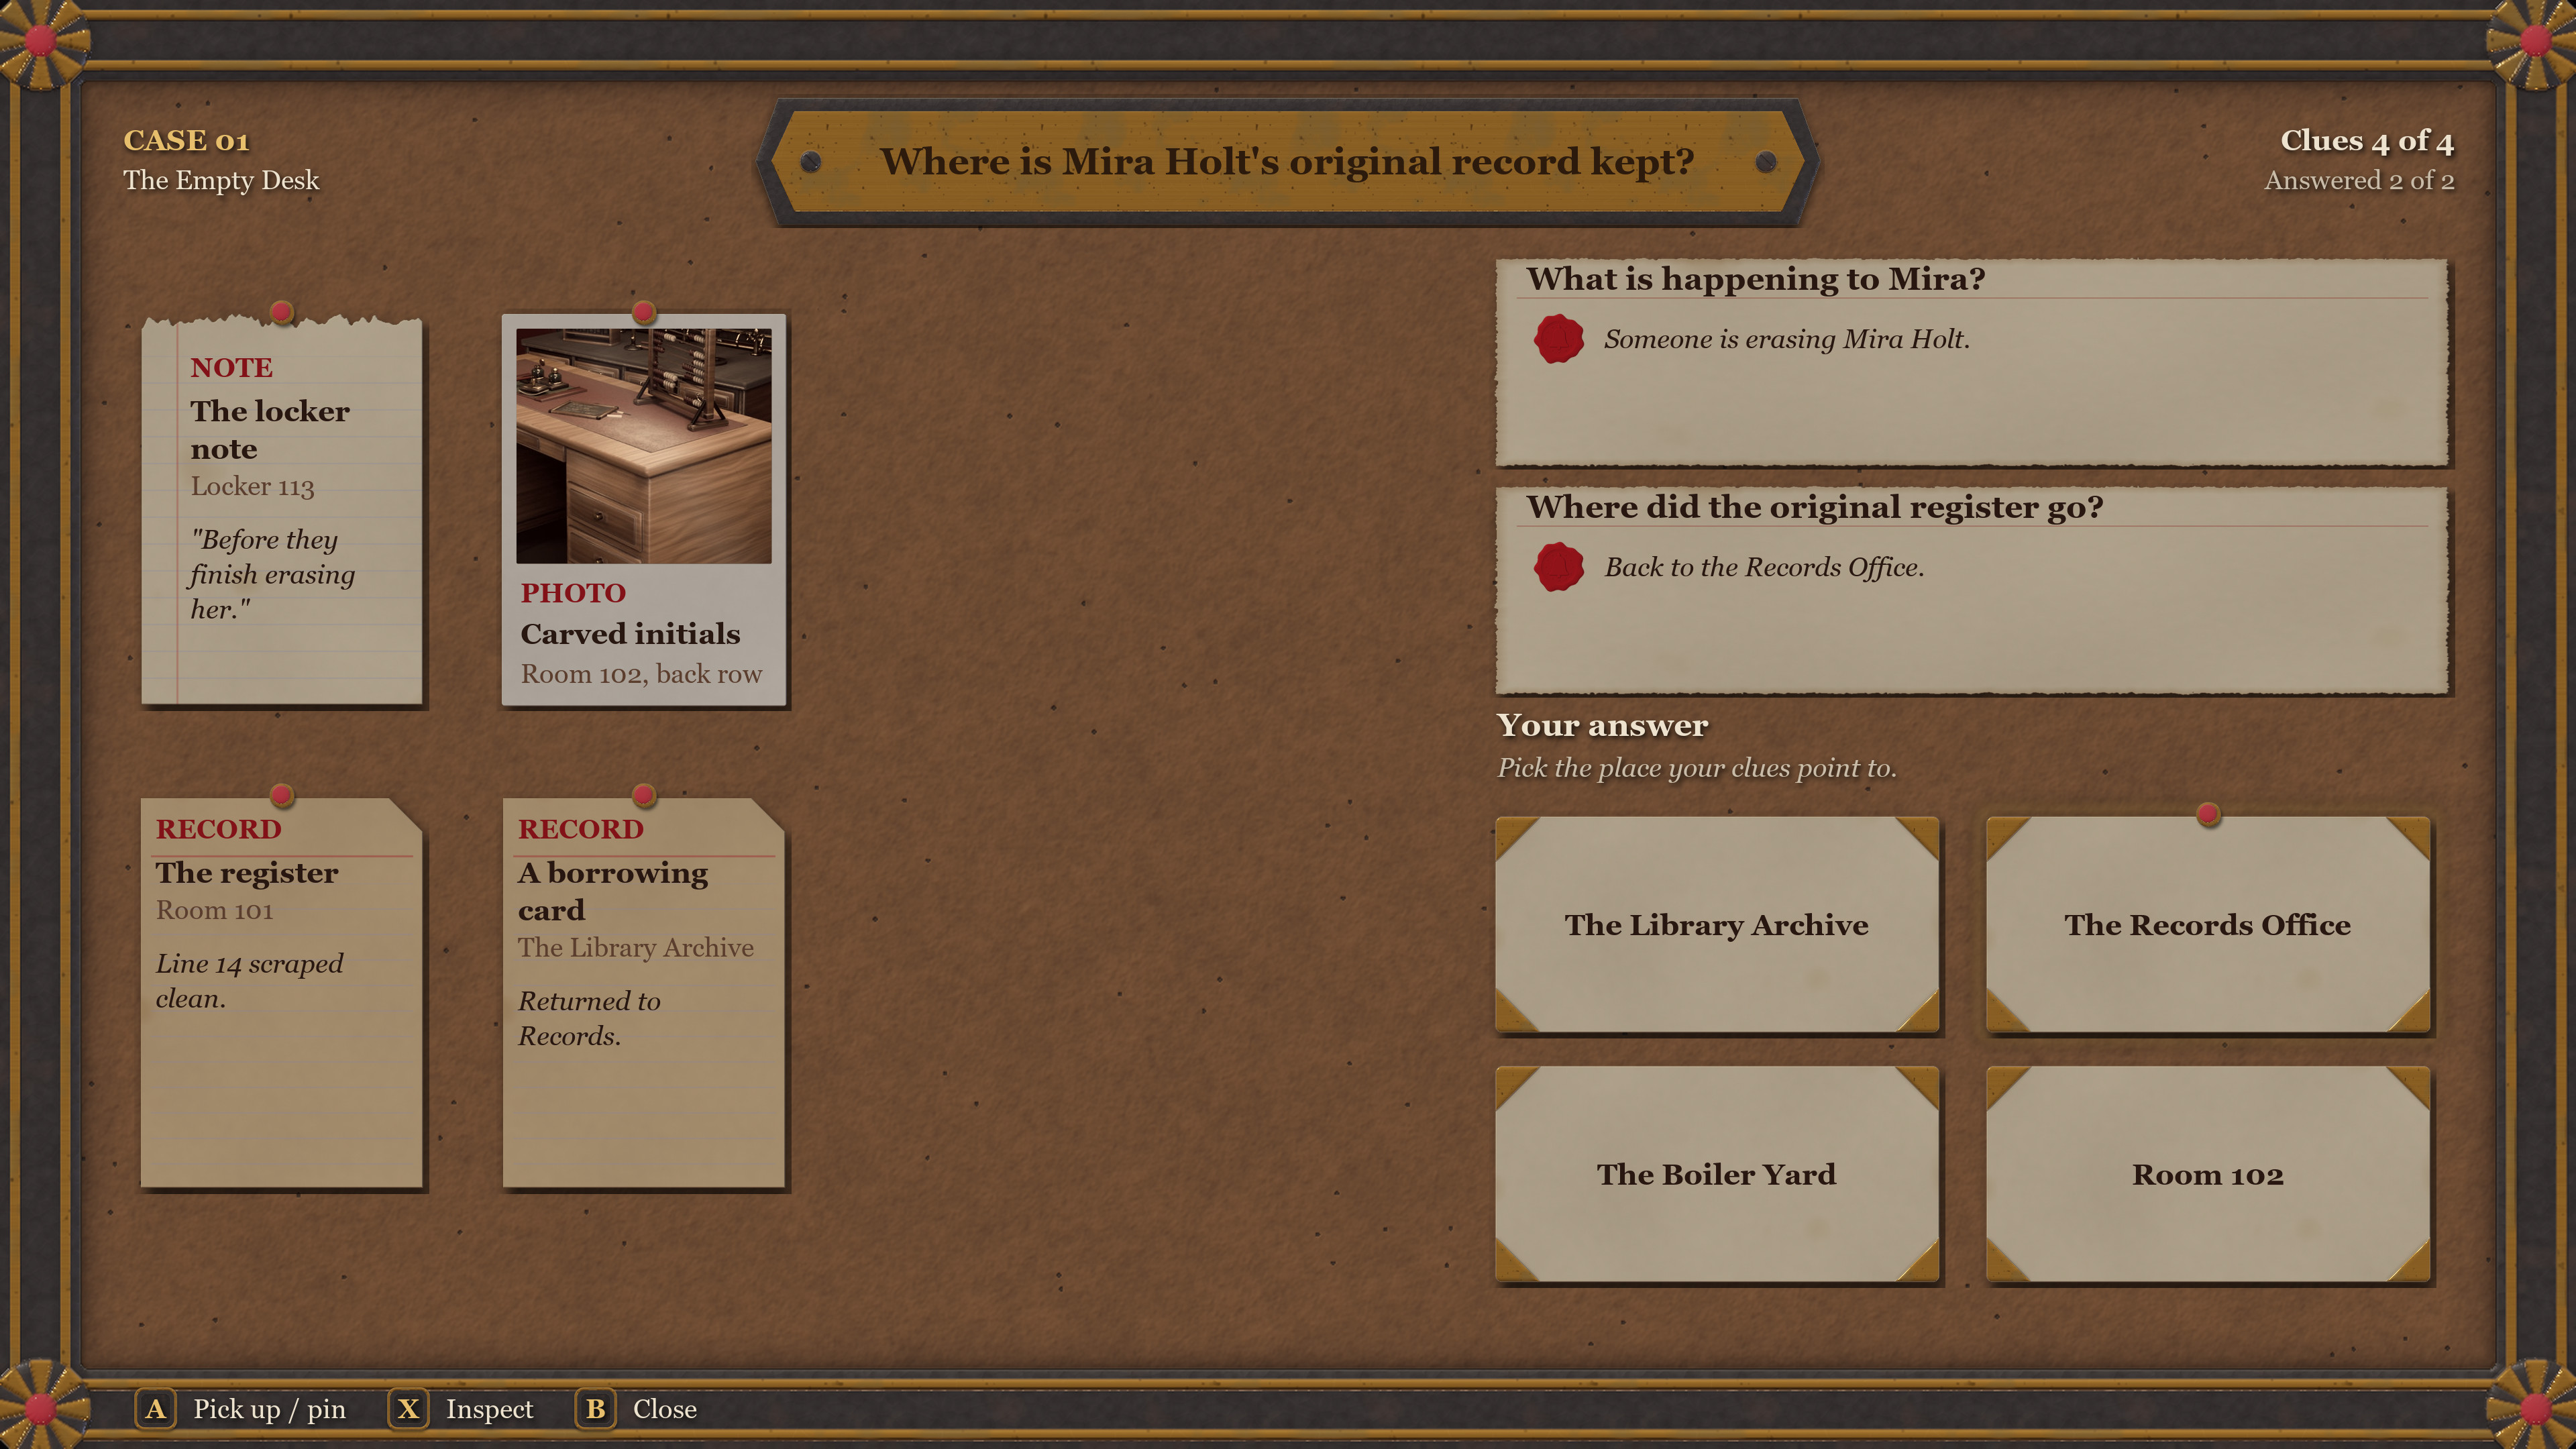 CASE 01
The Empty Desk
Where is Mira Holt's original record kept?
Clues 4 of 4
Answered 2 of 2
NOTE
The locker
note
Locker 113
"Before they
finish erasing
her."
PHOTO
Carved initials
Room 102, back row
RECORD
The register
Room 101
Line 14 scraped
clean.
RECORD
A borrowing
card
The Library Archive
Returned to
Records.
What is happening to Mira?
Someone is erasing Mira Holt.
Where did the original register go?
Back to the Records Office.
Your answer
Pick the place your clues point to.
The Library Archive
The Records Office
The Boiler Yard
Room 102
A Pick up / pin
X Inspect
B Close